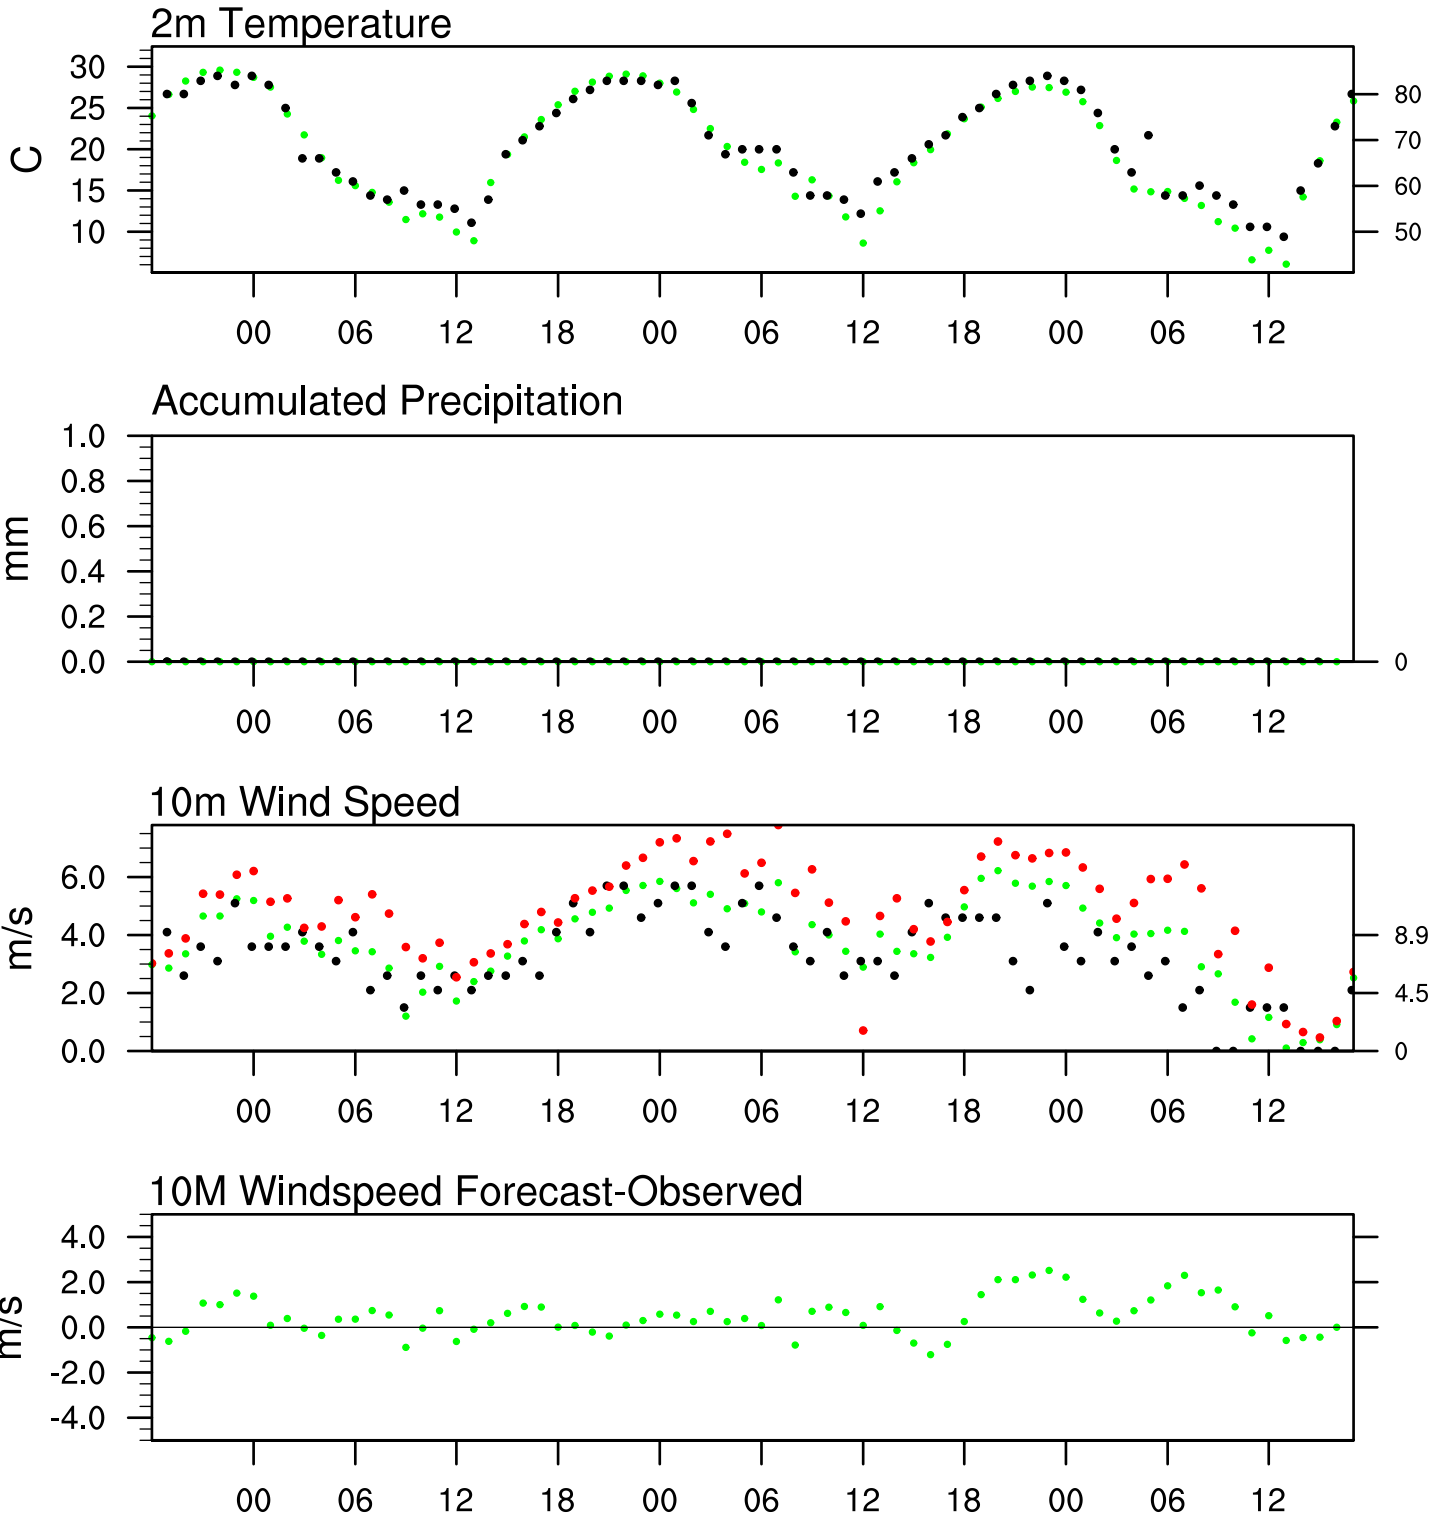 2m Temperature
30
25
20
15
10
C
80
70
60
50
00 06 12 18 00 06 12 18 00 06 12
Accumulated Precipitation
1.0
0.8
0.6
0.4
0.2
0.0
mm
0
00 06 12 18 00 06 12 18 00 06 12
10m Wind Speed
6.0
4.0
2.0
0.0
m/s
8.9
4.5
0
00 06 12 18 00 06 12 18 00 06 12
10M Windspeed Forecast-Observed
4.0
2.0
0.0
-2.0
-4.0
m/s
00 06 12 18 00 06 12 18 00 06 12